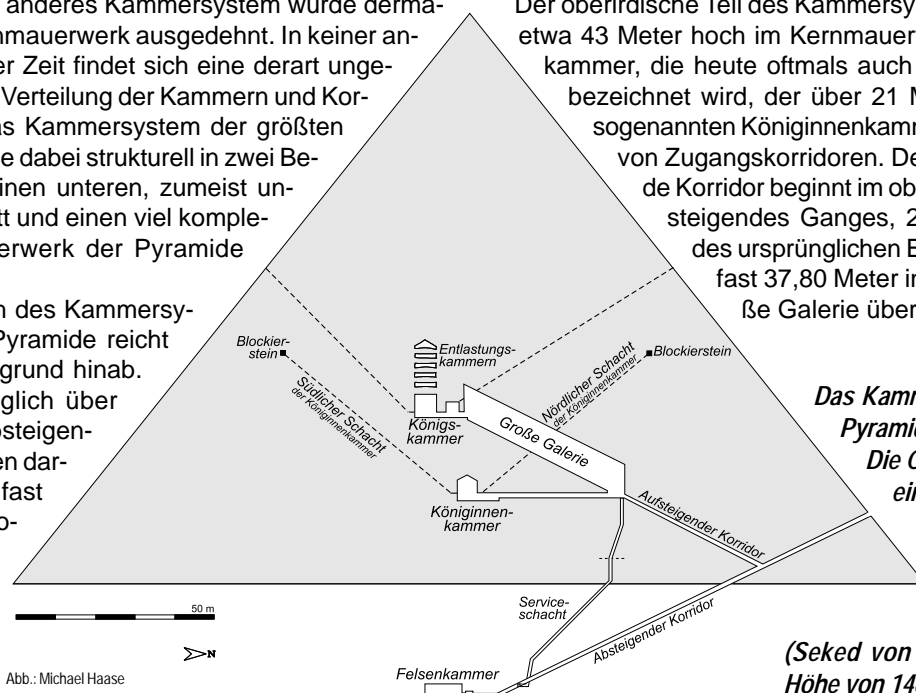 anderes Kammersystem wurde derma-
nmauerwerk ausgedehnt. In keiner an-
er Zeit findet sich eine derart unge-
Verteilung der Kammern und Kor-
as Kammersystem der größten
e dabei strukturell in zwei Be-
inen unteren, zumeist un-
tt und einen viel komple-
erwerk der Pyramide
n des Kammersy-
Pyramide reicht
grund hinab.
glich über
osteigen-
en dar-
fast
o-
Der oberirdische Teil des Kammersy
etwa 43 Meter hoch im Kernmauer
kammer, die heute oftmals auch
bezeichnet wird, der über 21 M
sogenannten Königinnenkamm
von Zugangskorridoren. De
de Korridor beginnt im ob
steigendes Ganges, 2
des ursprünglichen E
fast 37,80 Meter in
ße Galerie über
Blockier-
stein
Entlastungs-
kammern
Blockierstein
Südlicher Schacht
der Königinnenkammer
Nördlicher Schacht
der Königinnenkammer
Königs-
kammer
Große Galerie
Königinnen-
kammer
Aufsteigender Korridor
Service-
schacht
Absteigender Korridor
Felsenkammer
50 m
N
Abb.: Michael Haase
Das Kamm
Pyramid
Die G
ein
(Seked von
Höhe von 14